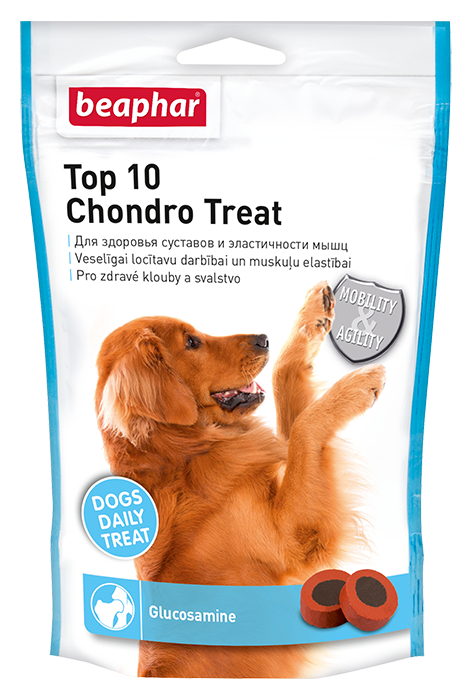 beaphar®
Top 10
Chondro Treat
Для здоровья суставов и эластичности мышц
Veselīgai locītavu darbībai un muskuļu elastībai
Pro zdravé klouby a svalstvo
MOBILITY
&
AGILITY
DOGS
DAILY
TREAT
Glucosamine